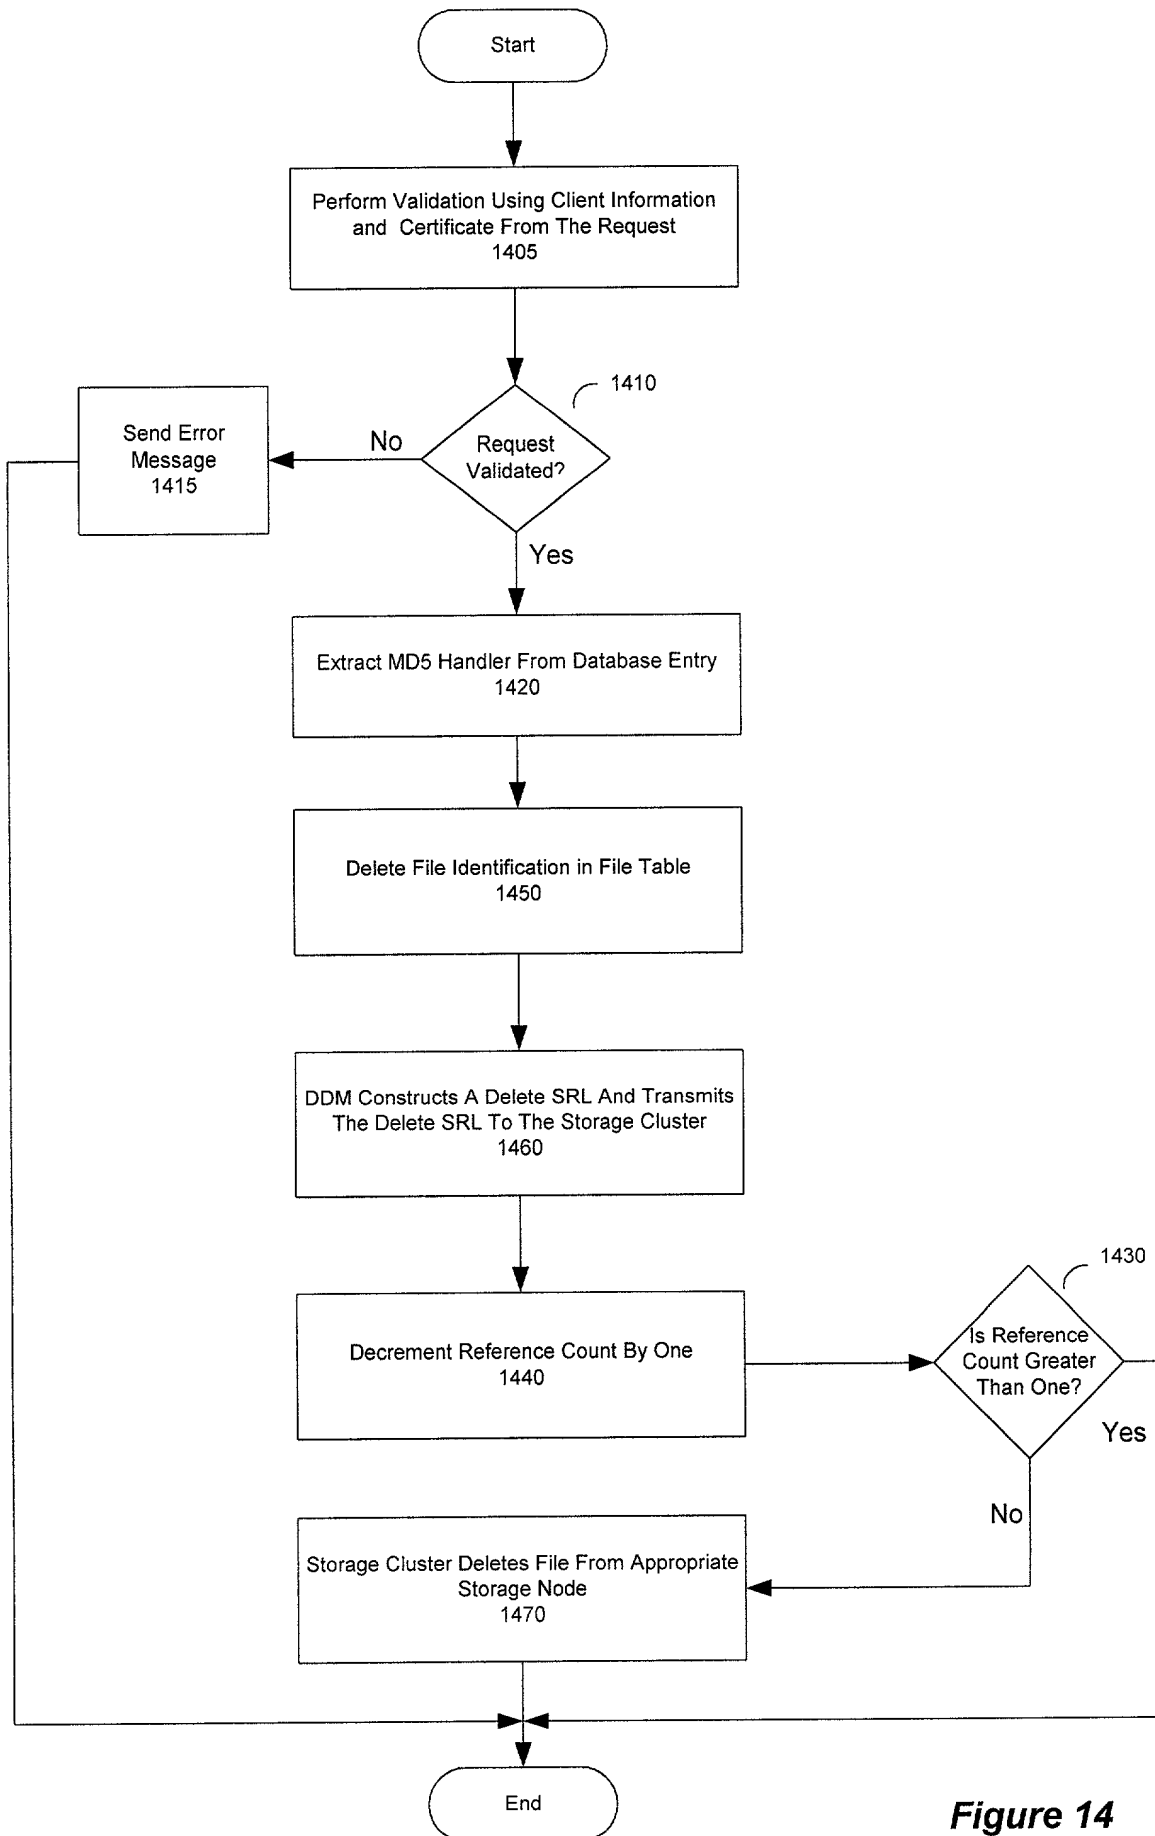 Start
Perform Validation Using Client Information
and Certificate From The Request
1405
1410
Request
Validated?
No
Send Error
Message
1415
Yes
Extract MD5 Handler From Database Entry
1420
Delete File Identification in File Table
1450
DDM Constructs A Delete SRL And Transmits
The Delete SRL To The Storage Cluster
1460
Decrement Reference Count By One
1440
1430
Is Reference
Count Greater
Than One?
Yes
No
Storage Cluster Deletes File From Appropriate
Storage Node
1470
End
Figure 14